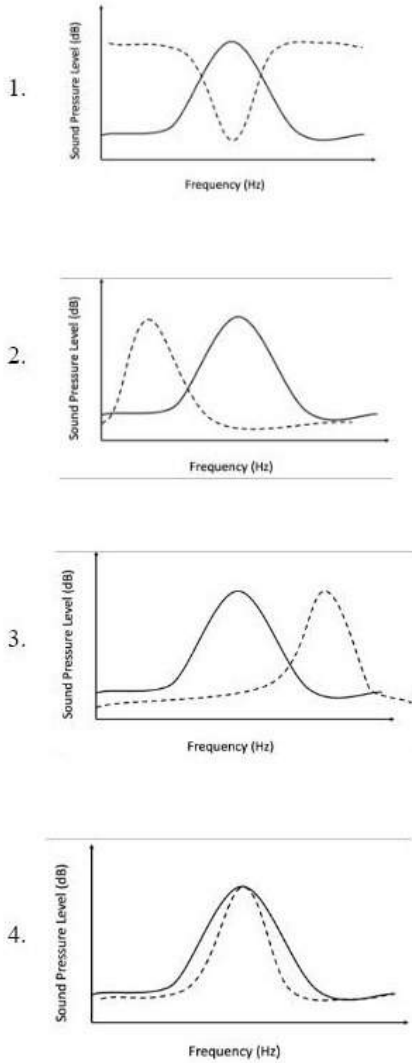 1.
Sound Pressure Level (dB)
Frequency (Hz)
2.
Sound Pressure Level (dB)
Frequency (Hz)
3.
Sound Pressure Level (dB)
Frequency (Hz)
4.
Sound Pressure Level (dB)
Frequency (Hz)